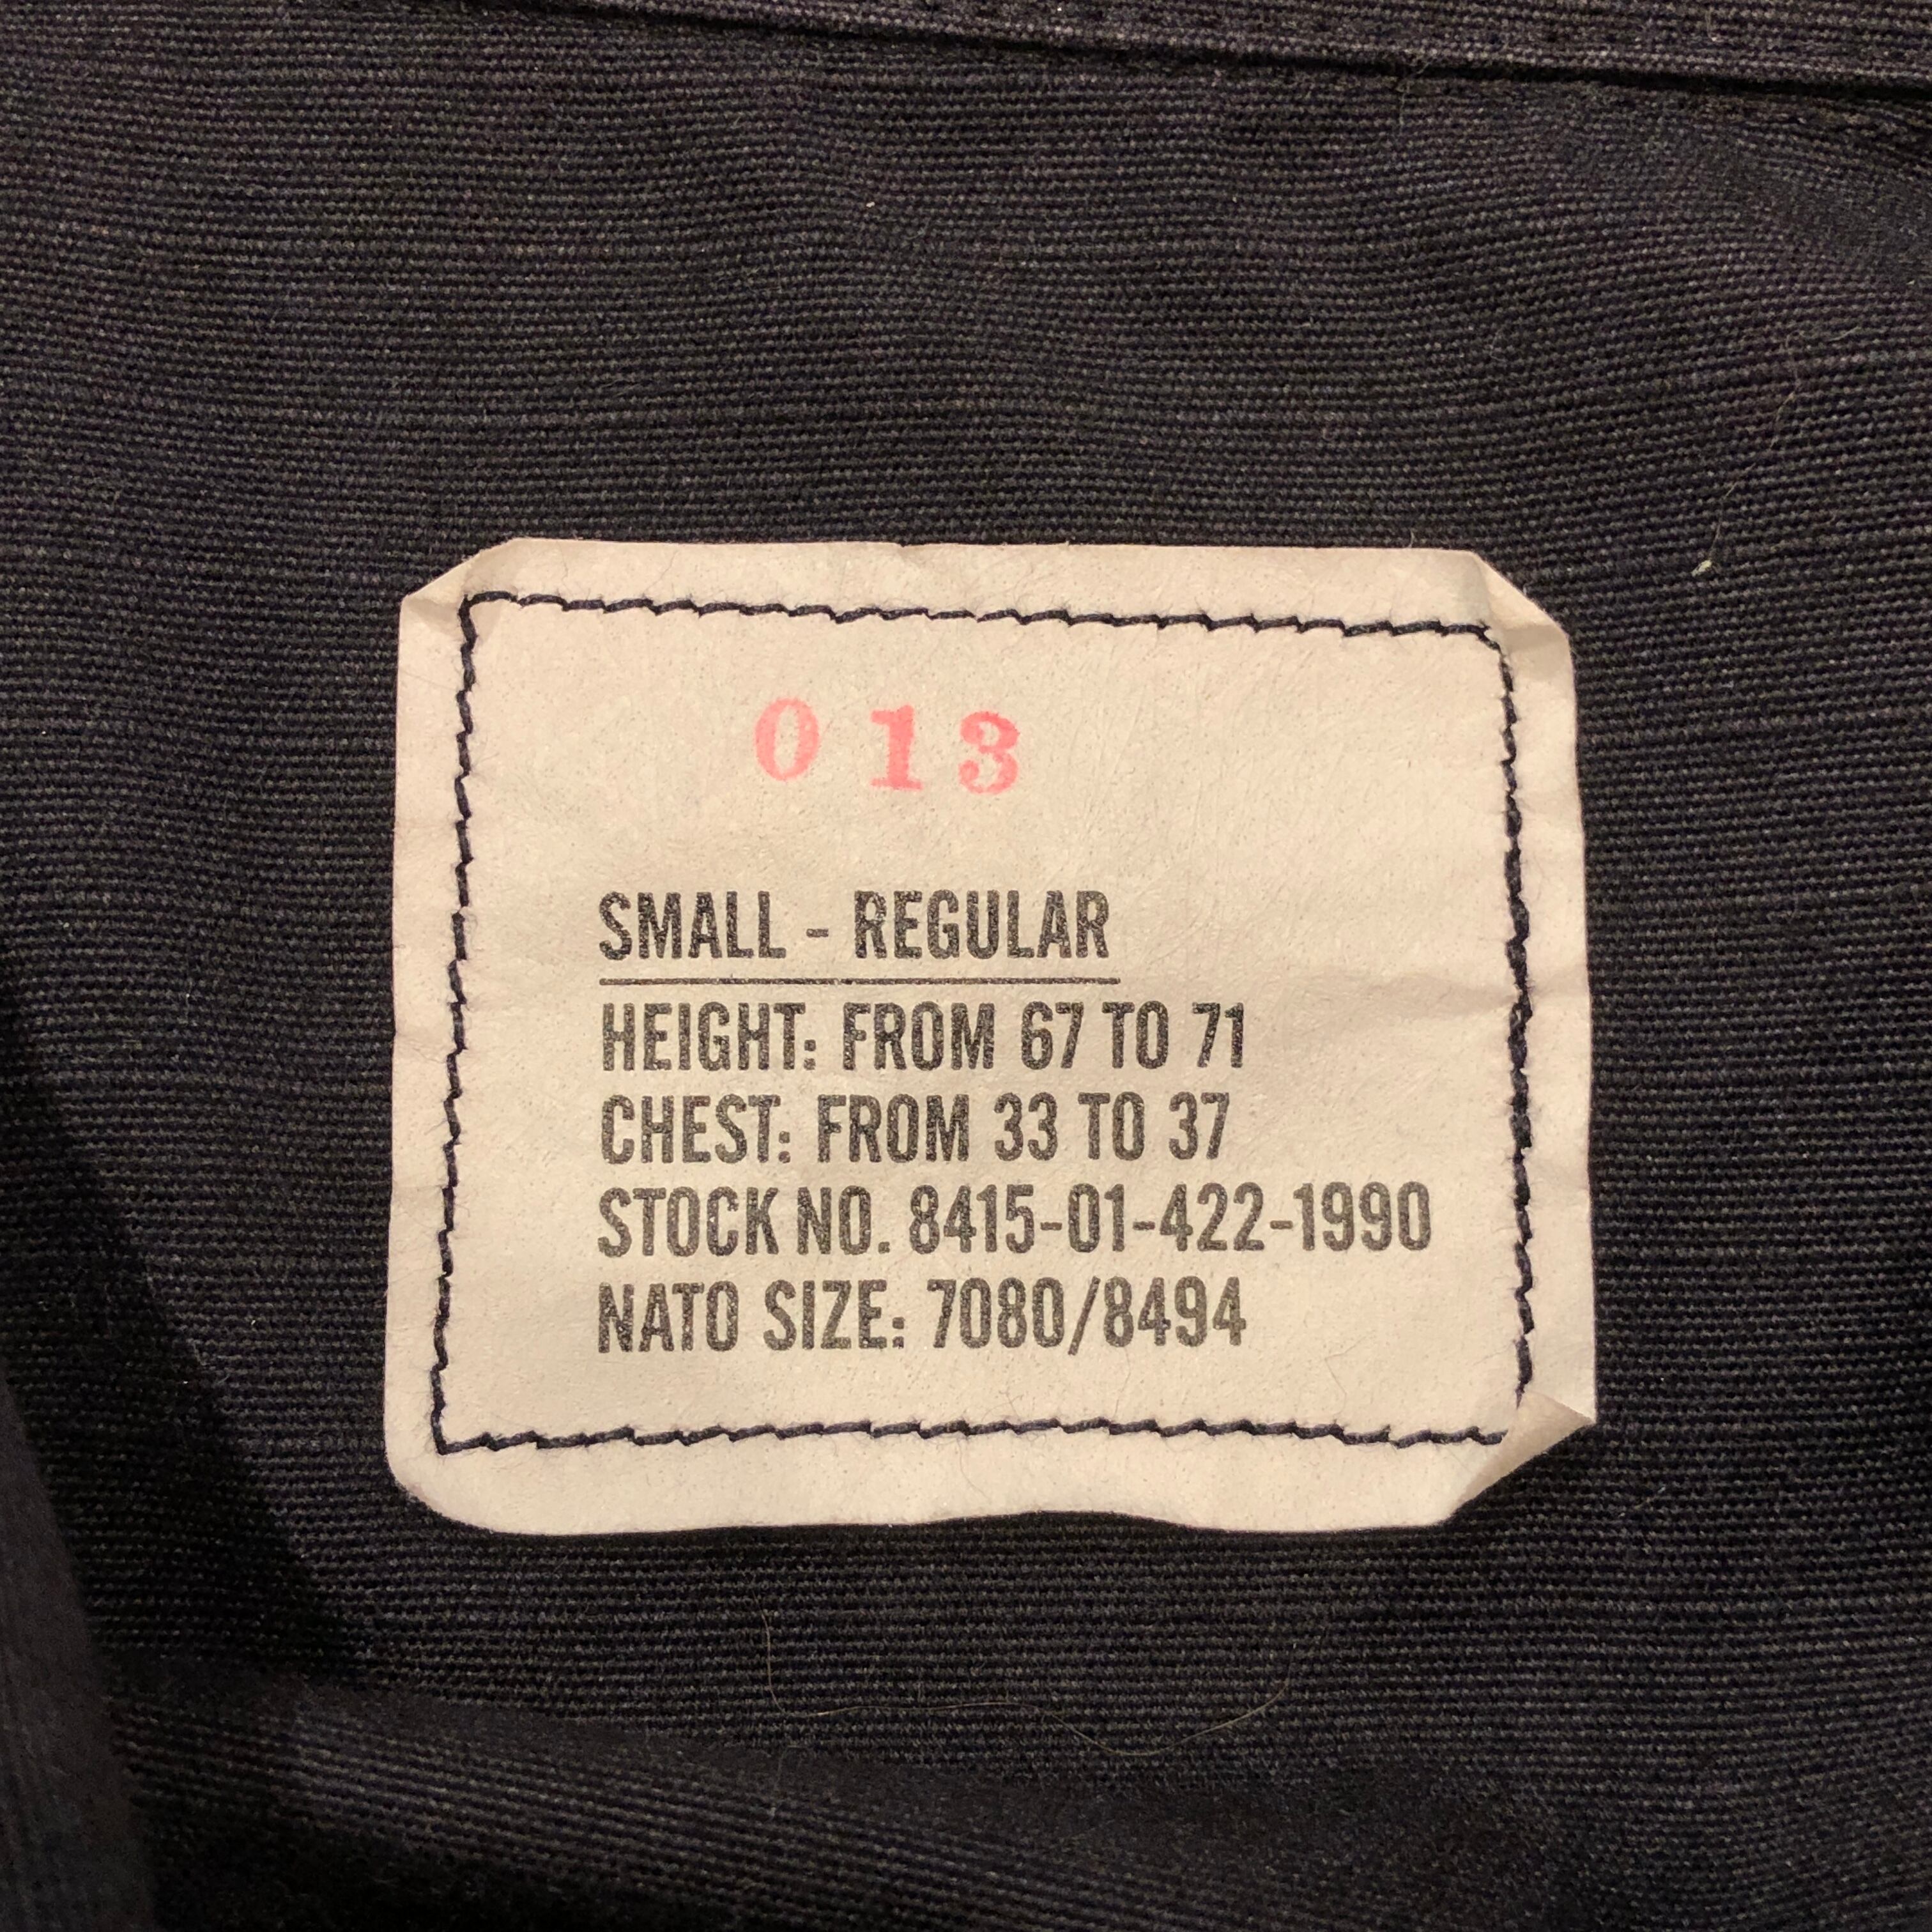 013
SMALL - REGULAR
HEIGHT: FROM 67 TO 71
CHEST: FROM 33 TO 37
STOCK NO. 8415-01-422-1990
NATO SIZE: 7080/8494